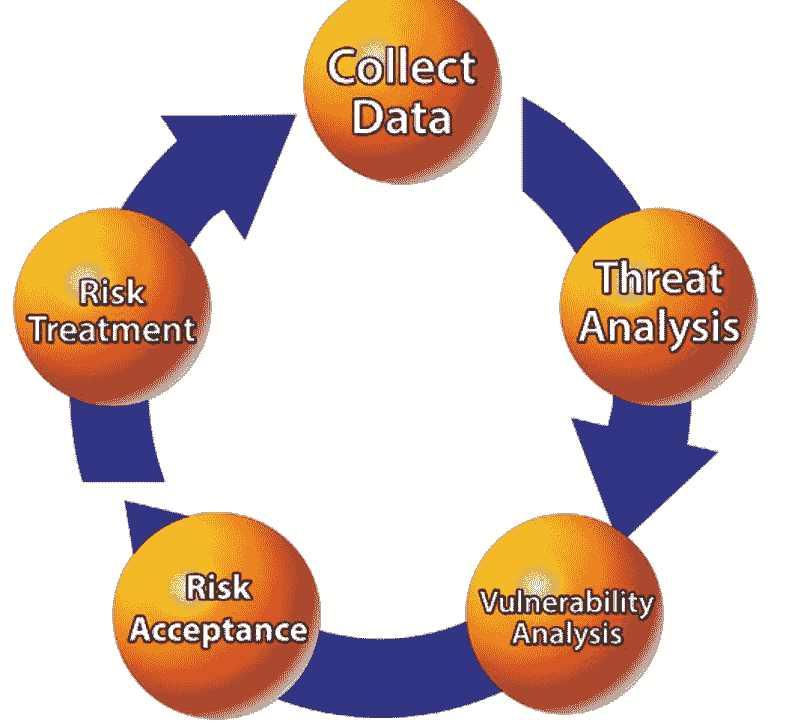 Collect
Data
Threat
Analysis
Vulnerability
Analysis
Risk
Acceptance
Risk
Treatment